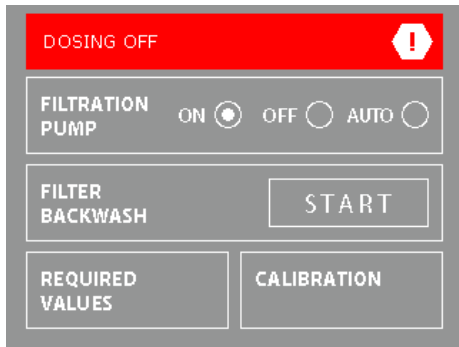 DOSING OFF !
FILTRATION
PUMP
ON OFF AUTO
FILTER
BACKWASH
START
REQUIRED
VALUES
CALIBRATION